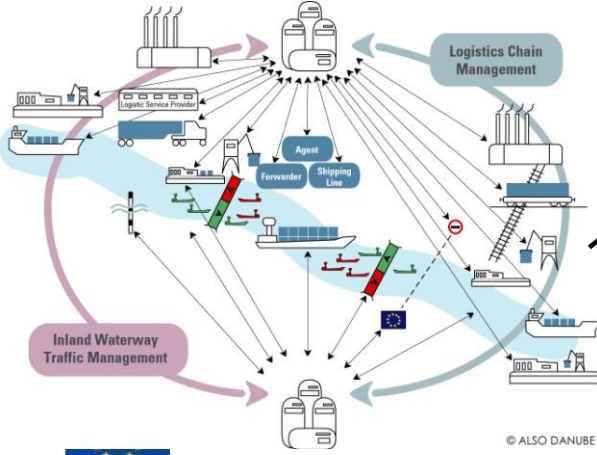 Logistics Chain
Management
Logistic Service Provider
Agent
Forwarder
Shipping
Line
Inland Waterway
Traffic Management
© ALSO DANUBE